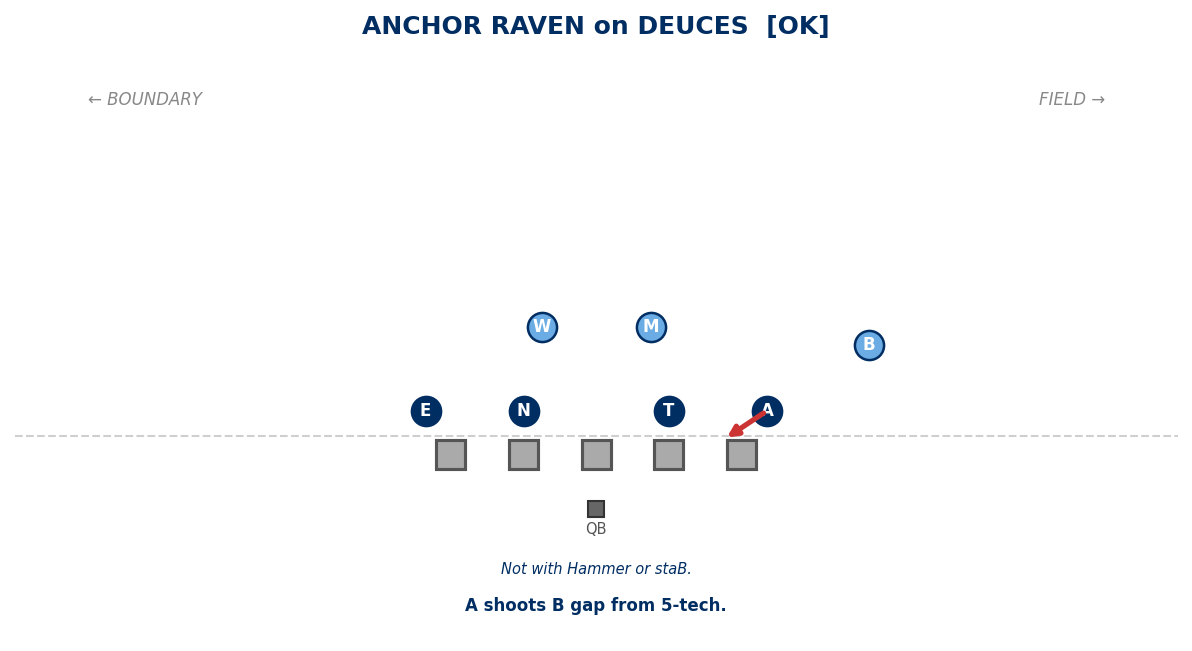 ANCHOR RAVEN on DEUCES [OK]
← BOUNDARY
FIELD →
W
M
B
E
N
T
A
QB
Not with Hammer or staB.
A shoots B gap from 5-tech.